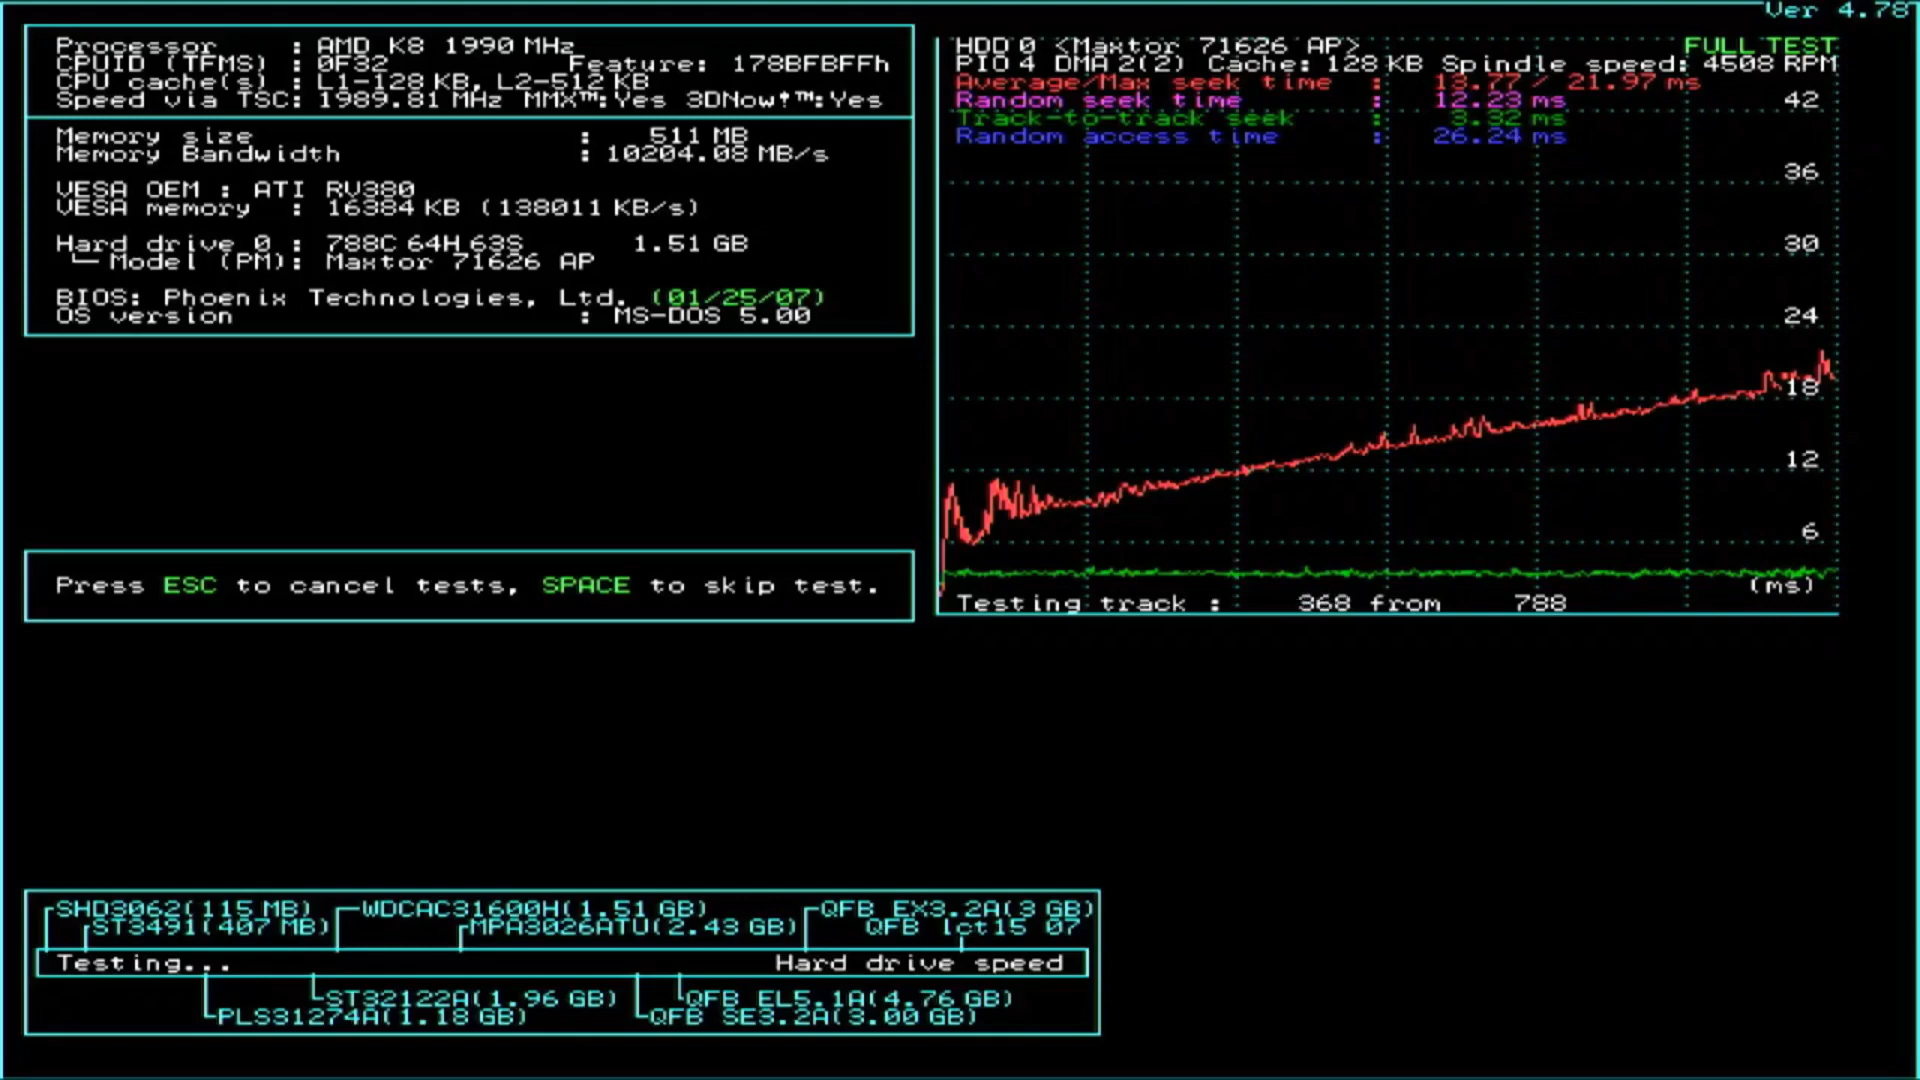 Ver 4.78
Processor : AMD K8 1990 MHz
CPUID (TFMS) : 0F32 Feature: 178BFBFFh
CPU cache(s) : L1-128 KB, L2-512 KB
Speed via TSC: 1989.81 MHz MMX™:Yes 3DNow!™:Yes
Memory size : 511 MB
Memory Bandwidth : 10204.08 MB/s
VESA OEM : ATI RV380
VESA memory : 16384 KB (138011 KB/s)
Hard drive 0 : 788C 64H 63S 1.51 GB
Model (PM): Maxtor 71626 AP
BIOS: Phoenix Technologies, Ltd. (01/25/07)
OS version : MS-DOS 5.00
Press ESC to cancel tests, SPACE to skip test.
HDD 0 <Maxtor 71626 AP> FULL TEST
PIO 4 DMA 2(2) Cache: 128 KB Spindle speed: 4508 RPM
Average/Max seek time : 13.77 / 21.97 ms
Random seek time : 12.23 ms
42
Track-to-track seek : 3.32 ms
Random access time : 26.24 ms
36
30
24
18
12
6
(ms)
Testing track : 368 from 788
SHD3062(115 MB) WDCAC31600H(1.51 GB) QFB EX3.2A(3 GB)
ST3491(407 MB) MPA3026ATU(2.43 GB) QFB lct15 07
Testing... Hard drive speed
ST32122A(1.96 GB) QFB EL5.1A(4.76 GB)
PLS31274A(1.18 GB) QFB SE3.2A(3.00 GB)